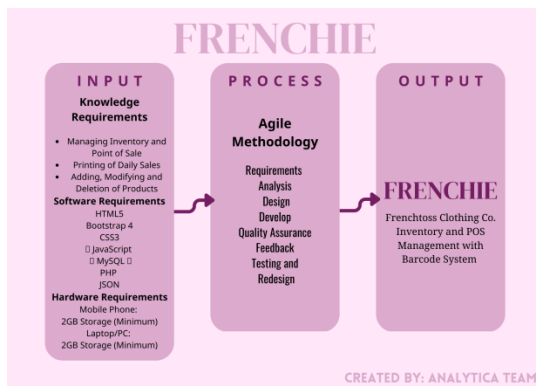 FRENCHIE
INPUT
Knowledge
Requirements
• Managing Inventory and
Point of Sale
• Printing of Daily Sales
• Adding, Modifying and
Deletion of Products
Software Requirements
HTML5
Bootstrap 4
CSS3
JavaScript
MySQL
PHP
JSON
Hardware Requirements
Mobile Phone:
2GB Storage (Minimum)
Laptop/PC:
2GB Storage (Minimum)
PROCESS
Agile
Methodology
Requirements
Analysis
Design
Develop
Quality Assurance
Feedback
Testing and
Redesign
OUTPUT
FRENCHIE
Frenchtoss Clothing Co.
Inventory and POS
Management with
Barcode System
CREATED BY: ANALYTICA TEAM